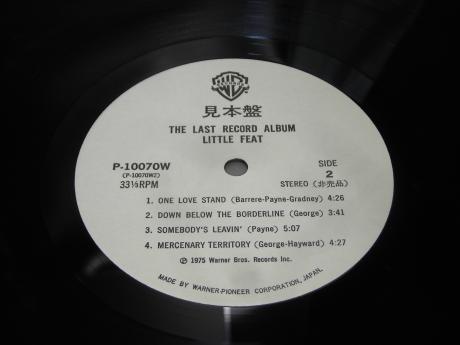 見本盤
THE LAST RECORD ALBUM
LITTLE FEAT
P-10070W
(P-10070W2)
33⅓RPM
SIDE
2
STEREO (非売品)
1. ONE LOVE STAND (Barrere-Payne-Gradney) 4:26
2. DOWN BELOW THE BORDERLINE (George) 3:41
3. SOMEBODY'S LEAVIN' (Payne) 5:07
4. MERCENARY TERRITORY (George-Hayward) 4:27
℗ 1975 Warner Bros. Records Inc.
MADE BY WARNER-PIONEER CORPORATION, JAPAN.